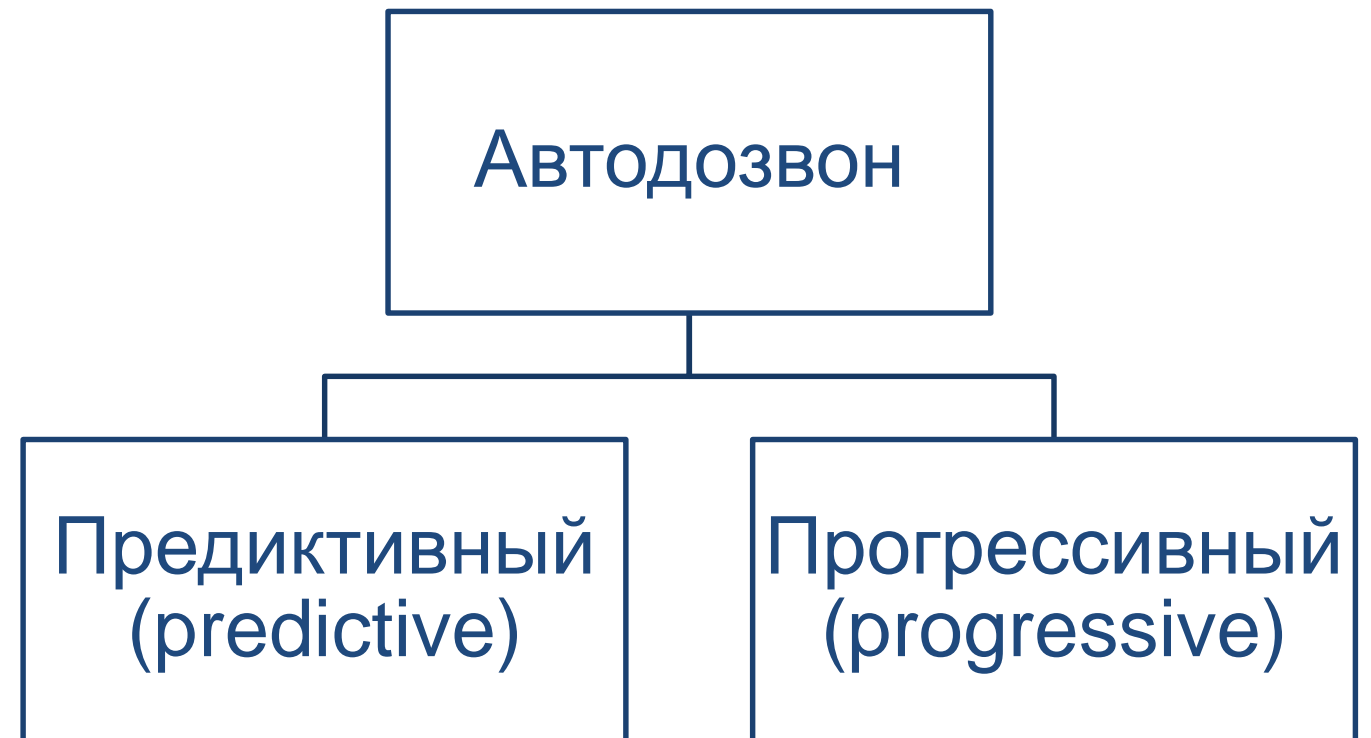 Автодозвон
Предиктивный
(predictive)
Прогрессивный
(progressive)